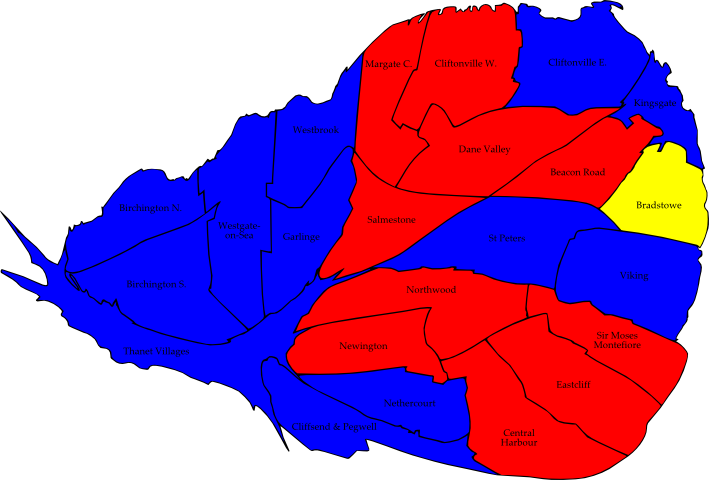 Margate C.
Cliftonville W.
Cliftonville E.
Kingsgate
Westbrook
Dane Valley
Beacon Road
Birchington N.
Westgate-
on-Sea
Garlinge
Salmestone
St Peters
Bradstowe
Viking
Birchington S.
Northwood
Thanet Villages
Newington
Sir Moses
Montefiore
Eastcliff
Nethercourt
Cliffsend & Pegwell
Central
Harbour